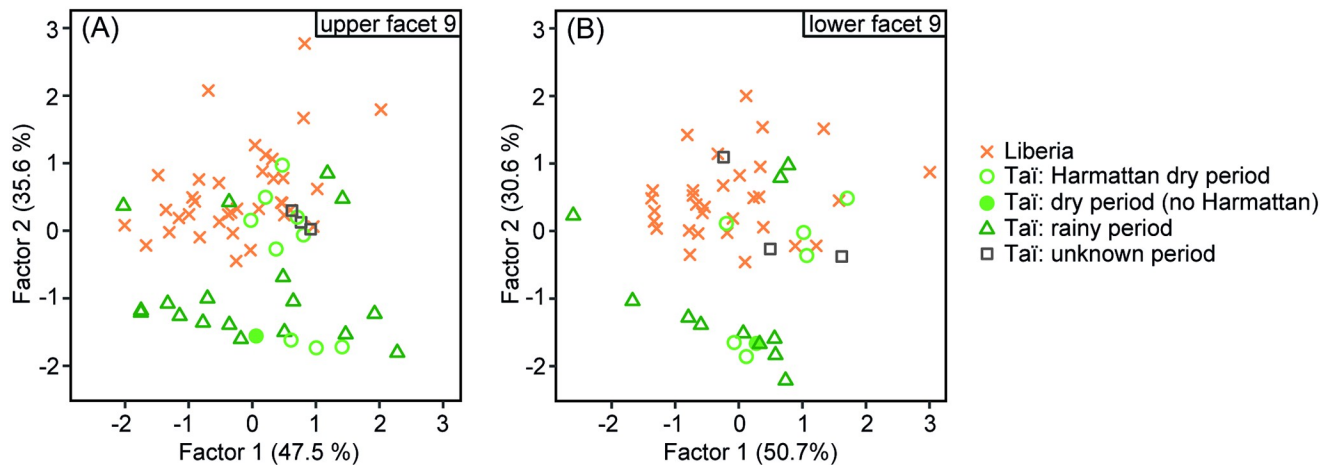 (A)
upper facet 9
3
2
1
0
-1
-2
Factor 2 (35.6 %)
-2 -1 0 1 2 3
Factor 1 (47.5 %)
(B)
lower facet 9
3
2
1
0
-1
-2
Factor 2 (30.6 %)
-2 -1 0 1 2 3
Factor 1 (50.7%)
Liberia
Taï: Harmattan dry period
Taï: dry period (no Harmattan)
Taï: rainy period
Taï: unknown period